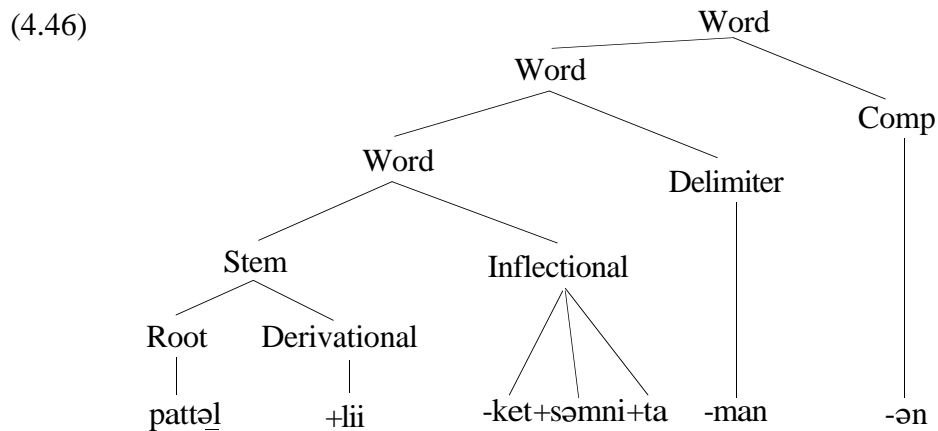 (4.46)
Word
Word
Comp
Word
Delimiter
Stem Inflectional
Root Derivational
pattəl +lii -ket+səmni+ta -man -ən